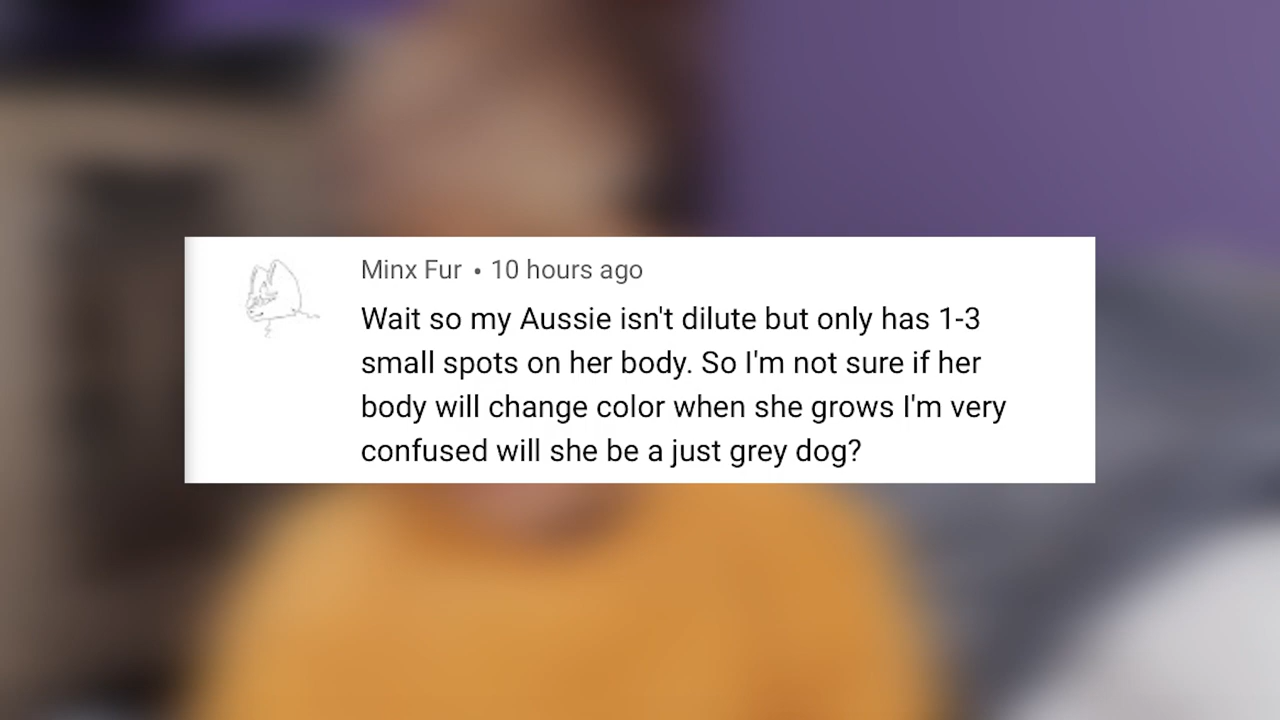 Minx Fur • 10 hours ago
Wait so my Aussie isn't dilute but only has 1-3
small spots on her body. So I'm not sure if her
body will change color when she grows I'm very
confused will she be a just grey dog?